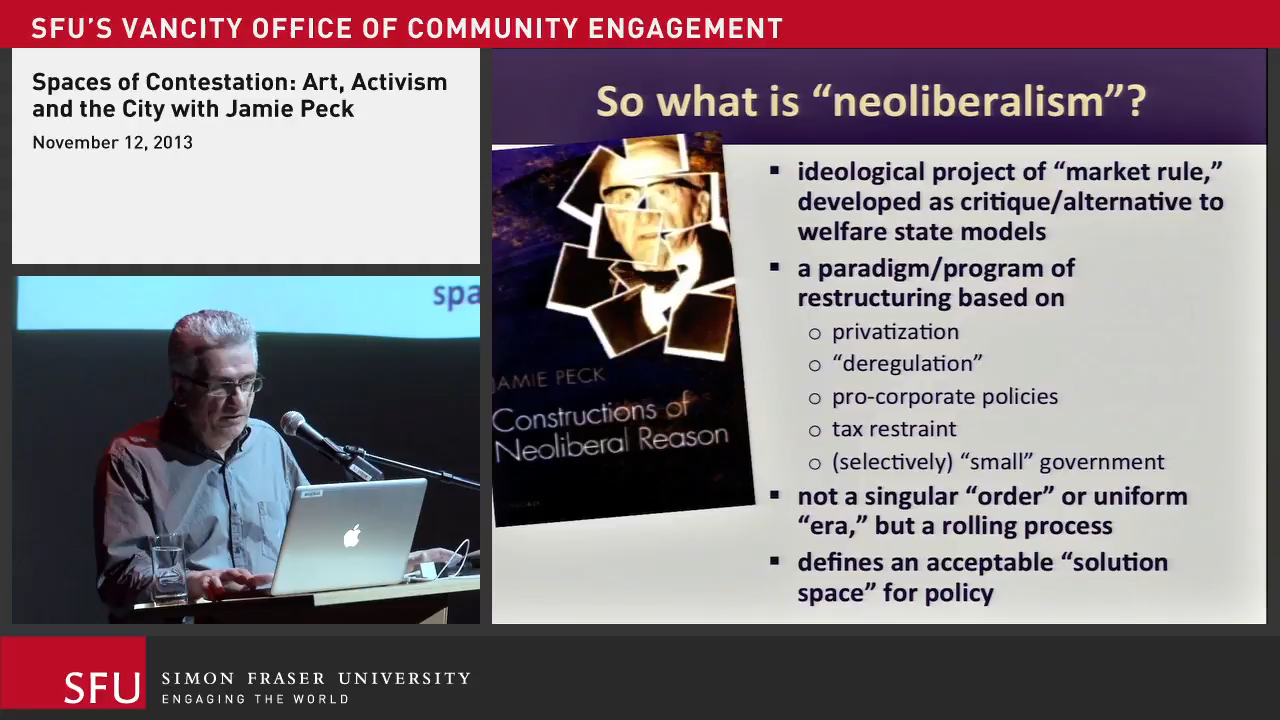 SFU'S VANCITY OFFICE OF COMMUNITY ENGAGEMENT
Spaces of Contestation: Art, Activism
and the City with Jamie Peck
November 12, 2013
spa
So what is “neoliberalism”?
JAMIE PECK
Constructions of
Neoliberal Reason
▪ ideological project of “market rule,”
developed as critique/alternative to
welfare state models
▪ a paradigm/program of
restructuring based on
o privatization
o “deregulation”
o pro-corporate policies
o tax restraint
o (selectively) “small” government
▪ not a singular “order” or uniform
“era,” but a rolling process
▪ defines an acceptable “solution
space” for policy
SFU
SIMON FRASER UNIVERSITY
ENGAGING THE WORLD